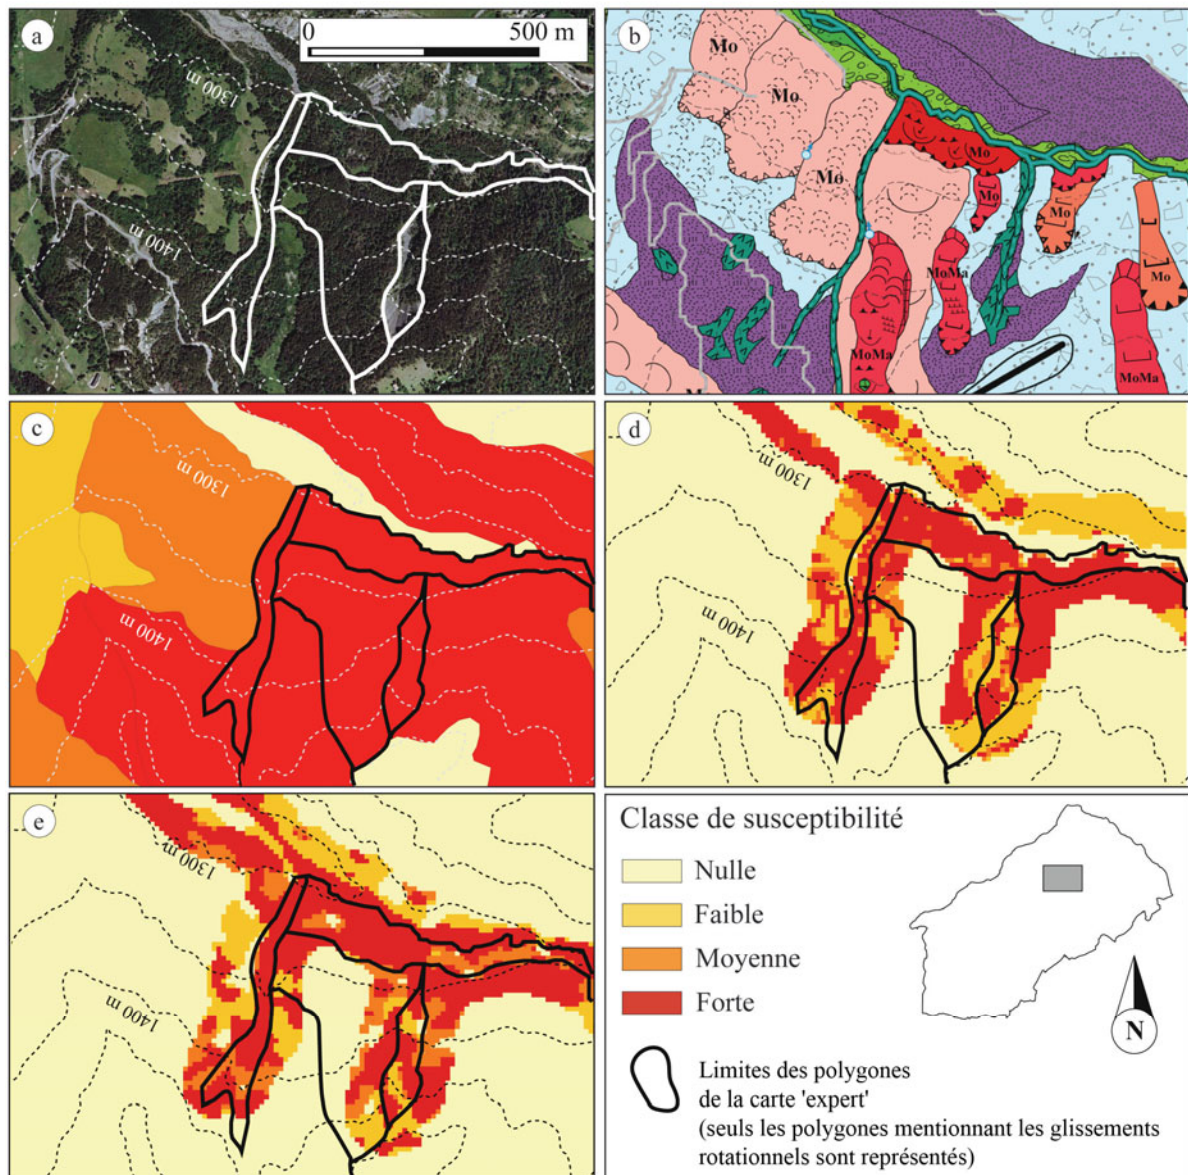 a
0
500 m
1300 m
1400 m
b
Mo
Mo
Mo
Mo
Mo
Mo
Mo
MoMa
MoMa
MoMa
c
1300 m
1400 m
d
1300 m
1400 m
e
1300 m
1400 m
Classe de susceptibilité
Nulle
Faible
Moyenne
Forte
N
Limites des polygones
de la carte 'expert'
(seuls les polygones mentionnant les glissements
rotationnels sont représentés)